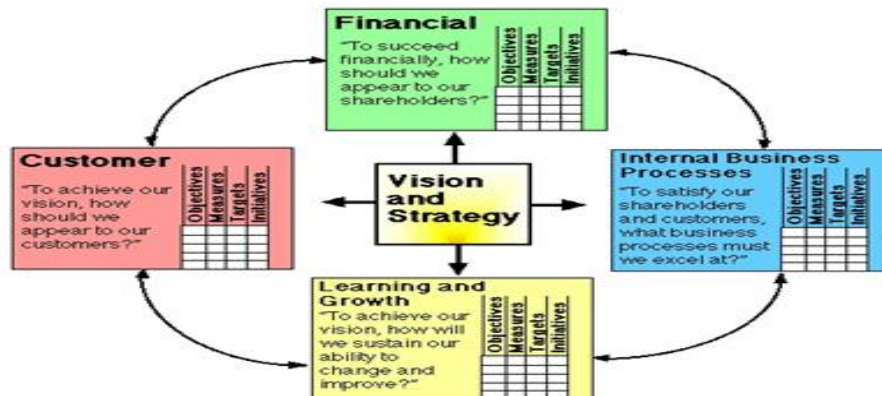 Financial
"To succeed
financially, how
should we
appear to our
shareholders?"
Objectives
Measures
Targets
Initiatives
Customer
"To achieve our
vision, how
should we
appear to our
customers?"
Objectives
Measures
Targets
Initiatives
Vision
and
Strategy
Internal Business
Processes
"To satisfy our
shareholders
and customers,
what business
processes must
we excel at?"
Objectives
Measures
Targets
Initiatives
Learning and
Growth
"To achieve our
vision, how will
we sustain our
ability to
change and
improve?"
Objectives
Measures
Targets
Initiatives